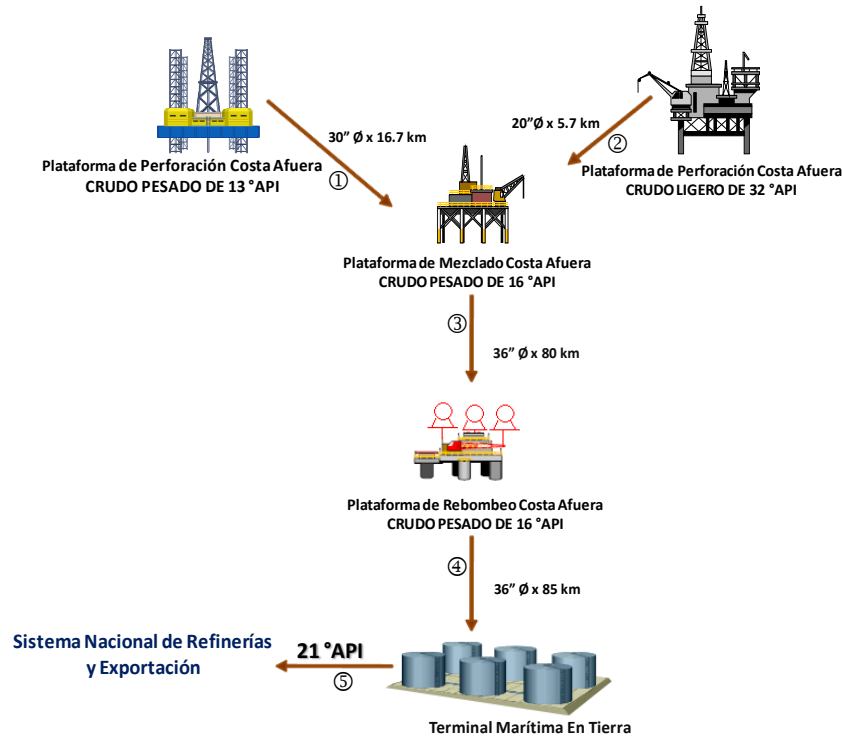 30” Ø x 16.7 km
20”Ø x 5.7 km
①
②
Plataforma de Perforación Costa Afuera
CRUDO PESADO DE 13 °API
Plataforma de Perforación Costa Afuera
CRUDO LIGERO DE 32 °API
Plataforma de Mezclado Costa Afuera
CRUDO PESADO DE 16 °API
③
36” Ø x 80 km
Plataforma de Rebombeo Costa Afuera
CRUDO PESADO DE 16 °API
④
36” Ø x 85 km
Sistema Nacional de Refinerías
y Exportación
21 °API
⑤
Terminal Marítima En Tierra